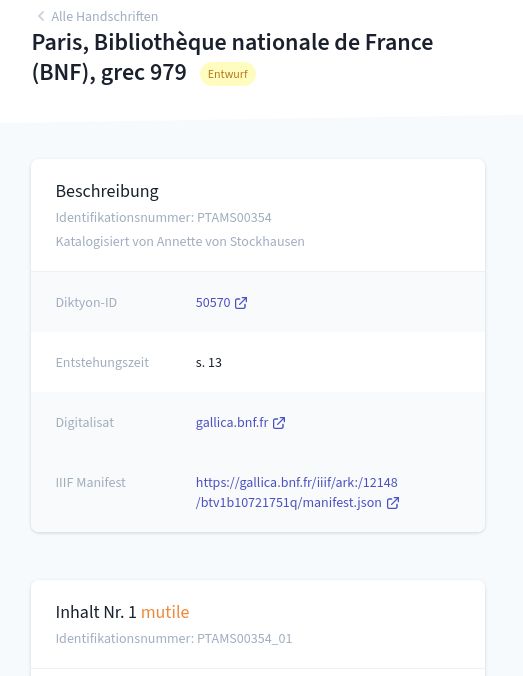 Alle Handschriften
Paris, Bibliothèque nationale de France
(BNF), grec 979 Entwurf
Beschreibung
Identifikationsnummer: PTAMS00354
Katalogisiert von Annette von Stockhausen
Diktyon-ID 50570
Entstehungszeit s. 13
Digitalisat gallica.bnf.fr
IIIF Manifest https://gallica.bnf.fr/iiif/ark:/12148
/btv1b10721751q/manifest.json
Inhalt Nr. 1 mutile
Identifikationsnummer: PTAMS00354_01